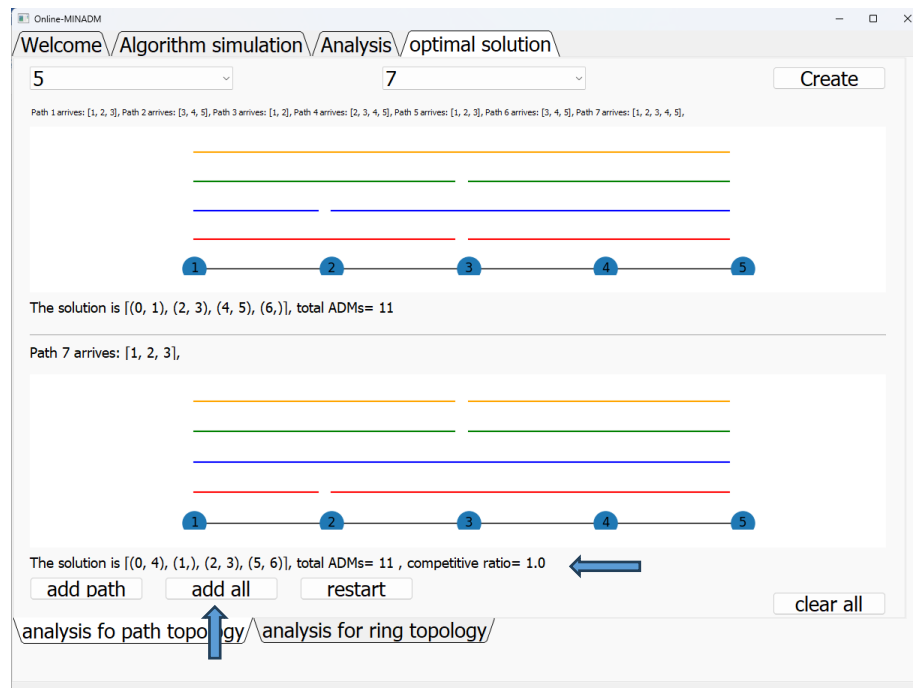 Online-MINADM
Welcome Algorithm simulation Analysis optimal solution
5 7 Create
Path 1 arrives: [1, 2, 3], Path 2 arrives: [3, 4, 5], Path 3 arrives: [1, 2], Path 4 arrives: [2, 3, 4, 5], Path 5 arrives: [1, 2, 3], Path 6 arrives: [3, 4, 5], Path 7 arrives: [1, 2, 3, 4, 5],
1 2 3 4 5
The solution is [(0, 1), (2, 3), (4, 5), (6,)], total ADMs= 11
Path 7 arrives: [1, 2, 3],
1 2 3 4 5
The solution is [(0, 4), (1,), (2, 3), (5, 6)], total ADMs= 11 , competitive ratio= 1.0
add path add all restart
clear all
analysis fo path topology analysis for ring topology